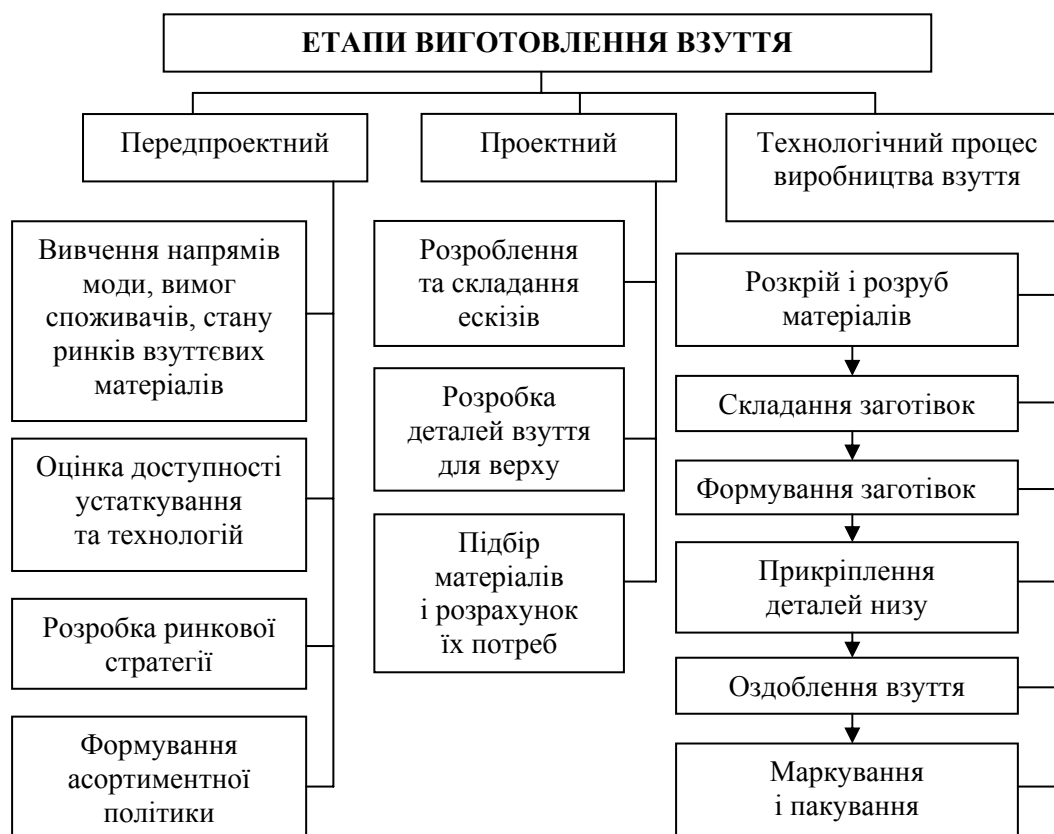 ЕТАПИ ВИГОТОВЛЕННЯ ВЗУТТЯ
Передпроектний
Вивчення напрямів
моди, вимог
споживачів, стану
ринків взуттєвих
матеріалів
Оцінка доступності
устаткування
та технологій
Розробка ринкової
стратегії
Формування
асортиментної
політики
Проектний
Розроблення
та складання
ескізів
Розробка
деталей взуття
для верху
Підбір
матеріалів
і розрахунок
їх потреб
Технологічний процес
виробництва взуття
Розкрій і розруб
матеріалів
Складання заготівок
Формування заготівок
Прикріплення
деталей низу
Оздоблення взуття
Маркування
і пакування